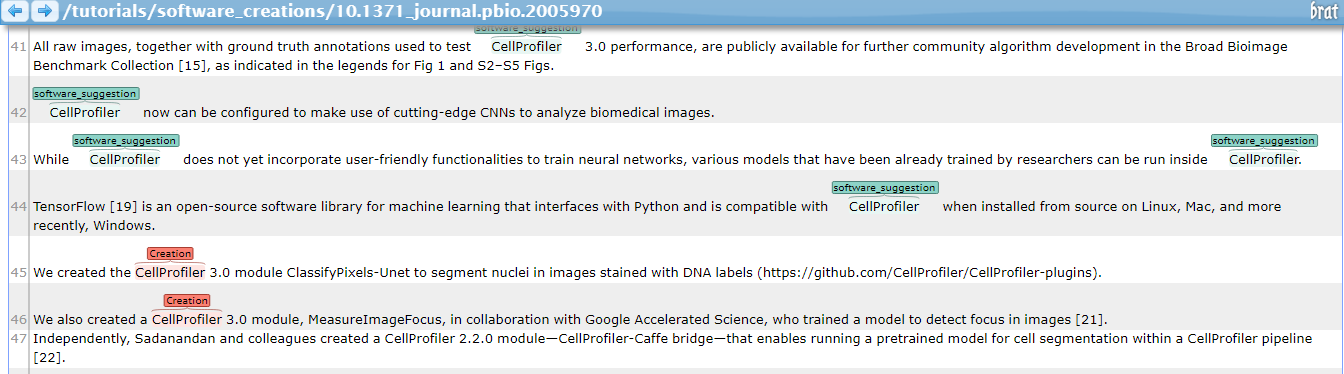 /tutorials/software_creations/10.1371_journal.pbio.2005970
brat
software_suggestion
41 All raw images, together with ground truth annotations used to test CellProfiler 3.0 performance, are publicly available for further community algorithm development in the Broad Bioimage
Benchmark Collection [15], as indicated in the legends for Fig 1 and S2–S5 Figs.
software_suggestion
42 CellProfiler now can be configured to make use of cutting-edge CNNs to analyze biomedical images.
software_suggestion software_suggestion
43 While CellProfiler does not yet incorporate user-friendly functionalities to train neural networks, various models that have been already trained by researchers can be run inside CellProfiler.
software_suggestion
44 TensorFlow [19] is an open-source software library for machine learning that interfaces with Python and is compatible with CellProfiler when installed from source on Linux, Mac, and more
recently, Windows.
Creation
45 We created the CellProfiler 3.0 module ClassifyPixels-Unet to segment nuclei in images stained with DNA labels (https://github.com/CellProfiler/CellProfiler-plugins).
Creation
46 We also created a CellProfiler 3.0 module, MeasureImageFocus, in collaboration with Google Accelerated Science, who trained a model to detect focus in images [21].
47 Independently, Sadanandan and colleagues created a CellProfiler 2.2.0 module—CellProfiler-Caffe bridge—that enables running a pretrained model for cell segmentation within a CellProfiler pipeline
[22].